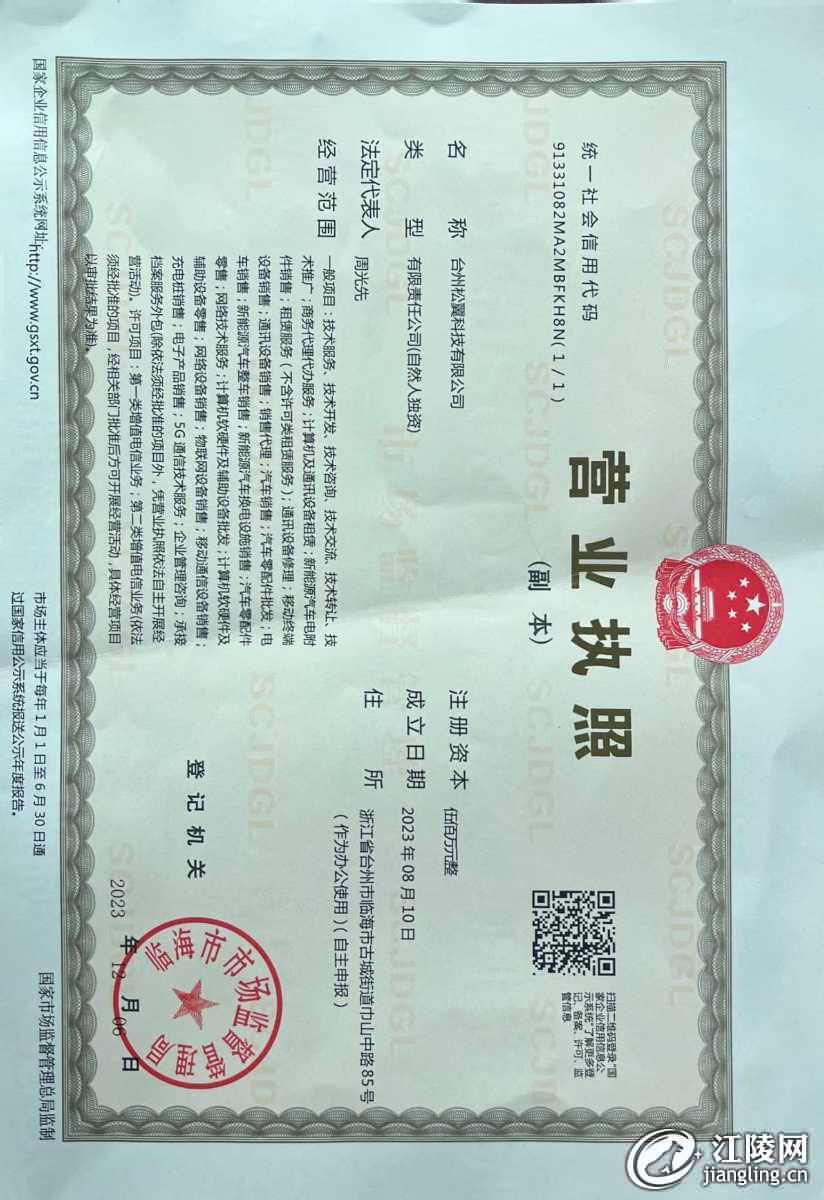 统一社会信用代码
91331082MA2MBFKH8N(1/1)
营业执照
(副 本)
扫描二维码登录"国
家企业信用信息公
示系统"了解更多登
记、备案、许可、监
管信息
名 称 台州松翼科技有限公司
类 型 有限责任公司(自然人独资)
法定代表人 周光先
经营范围 一般项目：技术服务、技术开发、技术咨询、技术交流、技术转让、技
术推广；商务代理代办服务；计算机及通讯设备租赁；新能源汽车电附
件销售；租赁服务（不含许可类租赁服务）；通讯设备修理；移动终端
设备销售；通讯设备销售；销售代理；汽车销售；汽车零配件批发；电
车销售；新能源汽车整车销售；新能源汽车换电设施销售；汽车零配件
零售；网络技术服务；计算机软硬件及辅助设备批发；计算机软硬件及
辅助设备零售；网络设备销售；物联网设备销售；移动通信设备销售；
充电桩销售；电子产品销售；5G通信技术服务；企业管理咨询；承接
档案服务外包(除依法须经批准的项目外，凭营业执照依法自主开展经
营活动)。许可项目：第一类增值电信业务；第二类增值电信业务(依法
须经批准的项目，经相关部门批准后方可开展经营活动，具体经营项目
以审批结果为准)。
注册资本 伍佰万元整
成立日期 2023年08月10日
住 所 浙江省台州市临海市古城街道巾山中路85号
（作为办公使用）（自主申报）
登记机关
临海市市场监督管理局
2023 年 12 月 06 日
国家企业信用信息公示系统网址:http://www.gsxt.gov.cn
市场主体应当于每年1月1日至6月30日通
过国家信用公示系统报送公示年度报告。
国家市场监督管理总局监制
SCJDGL
江陵网
jiangling.cn